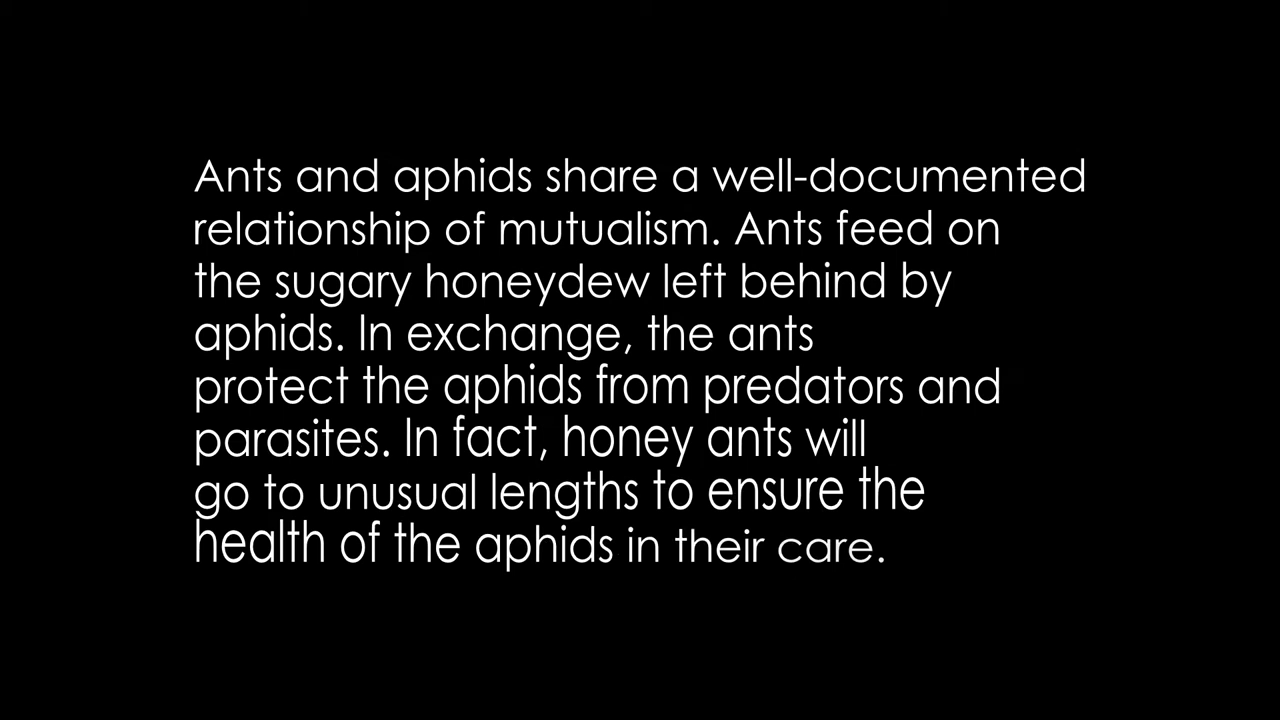 Ants and aphids share a well-documented
relationship of mutualism. Ants feed on
the sugary honeydew left behind by
aphids. In exchange, the ants
protect the aphids from predators and
parasites. In fact, honey ants will
go to unusual lengths to ensure the
health of the aphids in their care.